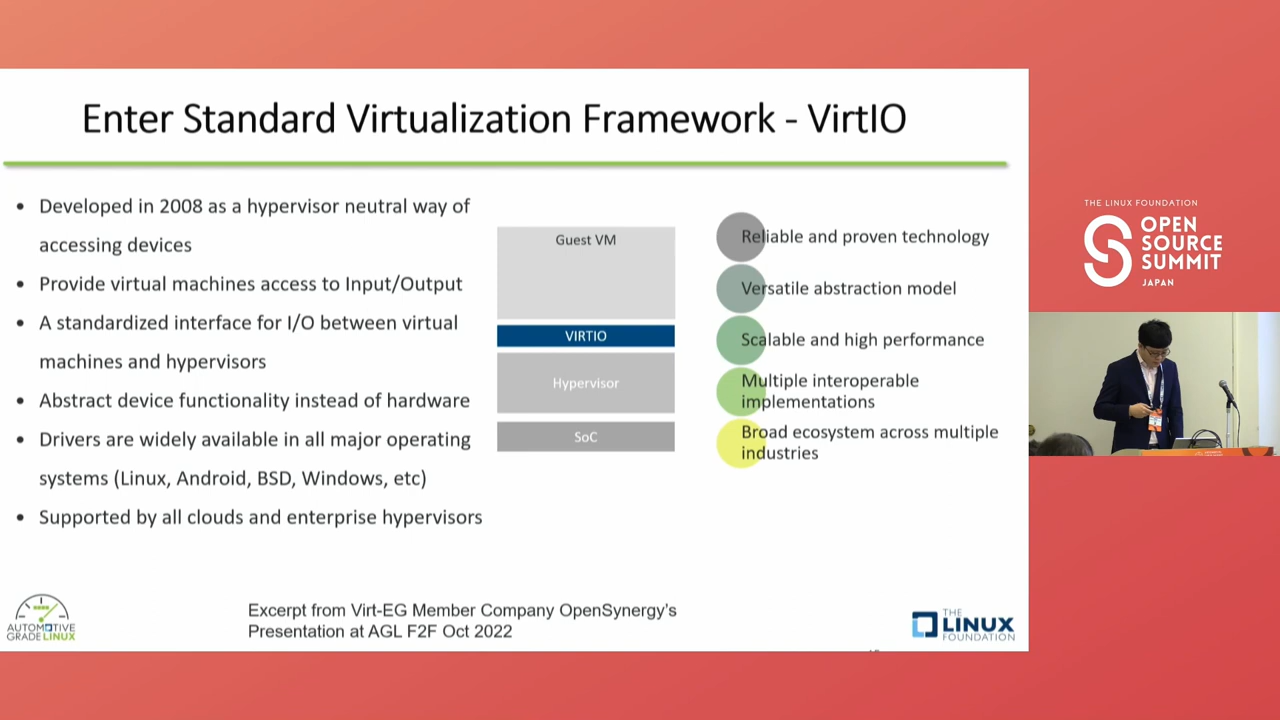 Enter Standard Virtualization Framework - VirtIO
• Developed in 2008 as a hypervisor neutral way of
accessing devices
• Provide virtual machines access to Input/Output
• A standardized interface for I/O between virtual
machines and hypervisors
• Abstract device functionality instead of hardware
• Drivers are widely available in all major operating
systems (Linux, Android, BSD, Windows, etc)
• Supported by all clouds and enterprise hypervisors
Guest VM
VIRTIO
Hypervisor
SoC
Reliable and proven technology
Versatile abstraction model
Scalable and high performance
Multiple interoperable
implementations
Broad ecosystem across multiple
industries
AUTOMOTIVE
GRADE LINUX
Excerpt from Virt-EG Member Company OpenSynergy's
Presentation at AGL F2F Oct 2022
THE
LINUX
FOUNDATION
THE LINUX FOUNDATION
OPEN
SOURCE
SUMMIT
JAPAN